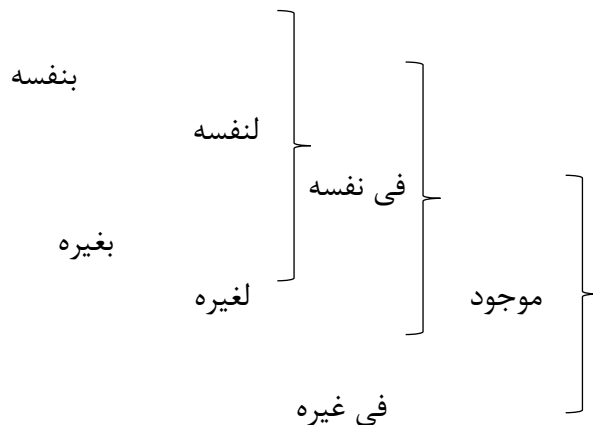 بنفسه
لنفسه
فی نفسه
بغیره
لغیره
موجود
فی غیره